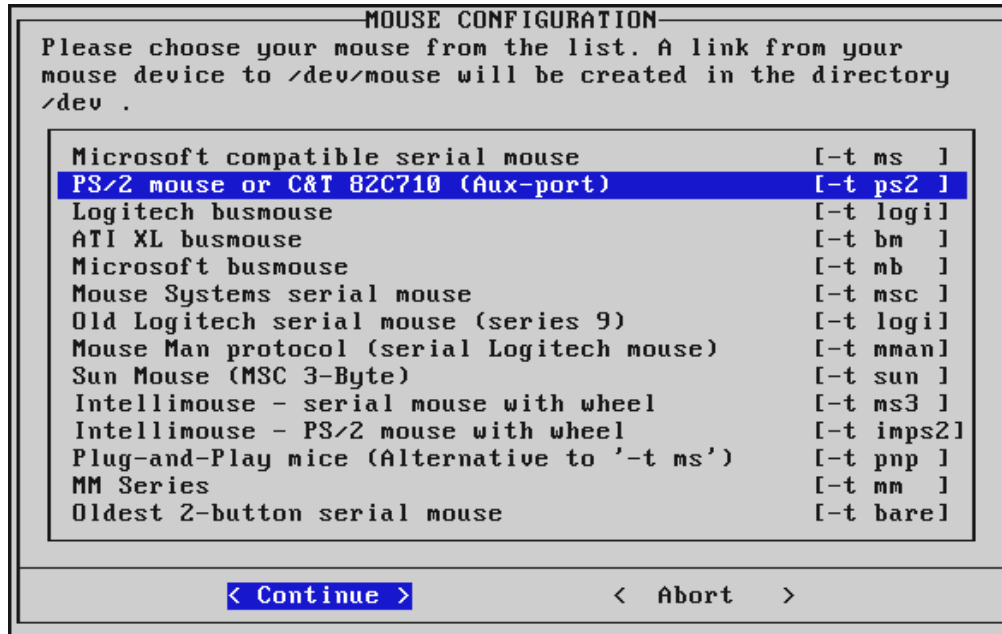 MOUSE CONFIGURATION
Please choose your mouse from the list. A link from your
mouse device to /dev/mouse will be created in the directory
/dev .
Microsoft compatible serial mouse [-t ms ]
PS/2 mouse or C&T 82C710 (Aux-port) [-t ps2 ]
Logitech busmouse [-t logi]
ATI XL busmouse [-t bm ]
Microsoft busmouse [-t mb ]
Mouse Systems serial mouse [-t msc ]
Old Logitech serial mouse (series 9) [-t logi]
Mouse Man protocol (serial Logitech mouse) [-t mman]
Sun Mouse (MSC 3-Byte) [-t sun ]
Intellimouse - serial mouse with wheel [-t ms3 ]
Intellimouse - PS/2 mouse with wheel [-t imps2]
Plug-and-Play mice (Alternative to '-t ms') [-t pnp ]
MM Series [-t mm ]
Oldest 2-button serial mouse [-t bare]
< Continue > < Abort >